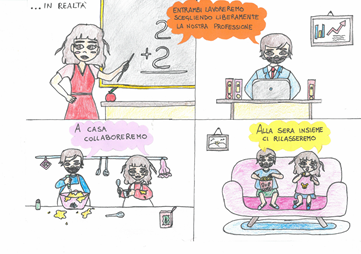 ...IN REALTÀ
ENTRAMBI LAVOREREMO
SCEGLIENDO LIBERAMENTE
LA NOSTRA PROFESSIONE
2
+2
A CASA
COLLABOREREMO
ALLA SERA INSIEME
CI RILASSEREMO